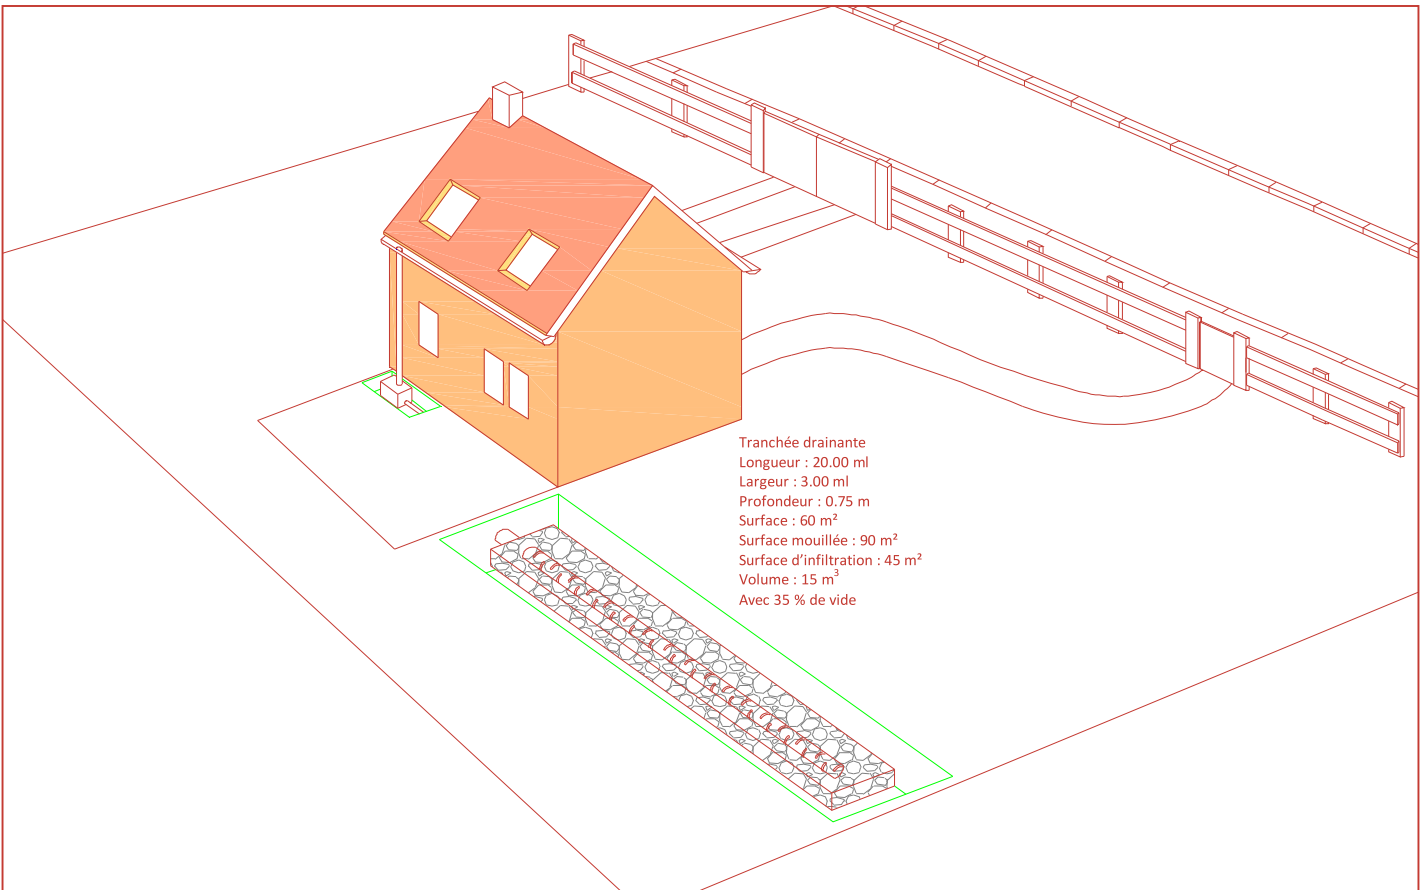 Tranchée drainante
Longueur : 20.00 ml
Largeur : 3.00 ml
Profondeur : 0.75 m
Surface : 60 m²
Surface mouillée : 90 m²
Surface d’infiltration : 45 m²
Volume : 15 m³
Avec 35 % de vide